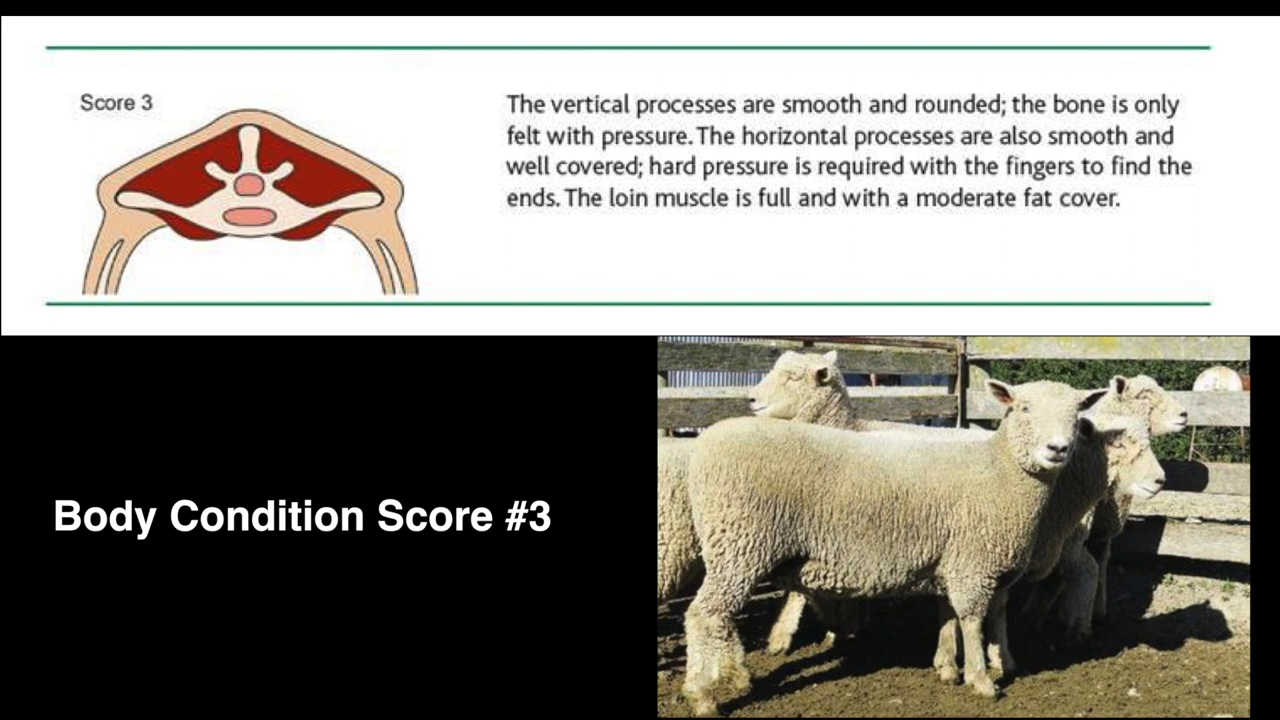 Score 3
The vertical processes are smooth and rounded; the bone is only
felt with pressure. The horizontal processes are also smooth and
well covered; hard pressure is required with the fingers to find the
ends. The loin muscle is full and with a moderate fat cover.
Body Condition Score #3